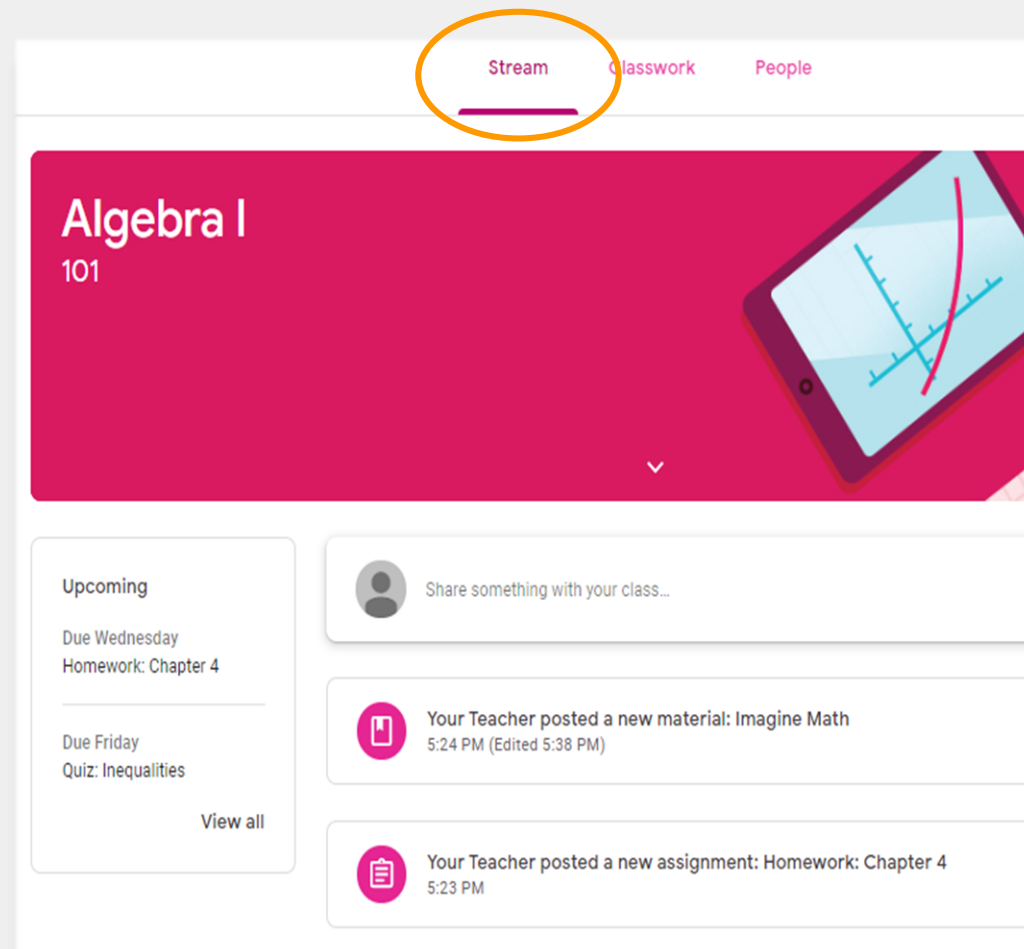 Stream
Classwork
People
Algebra I
101
Upcoming
Due Wednesday
Homework: Chapter 4
Due Friday
Quiz: Inequalities
View all
Share something with your class...
Your Teacher posted a new material: Imagine Math
5:24 PM (Edited 5:38 PM)
Your Teacher posted a new assignment: Homework: Chapter 4
5:23 PM